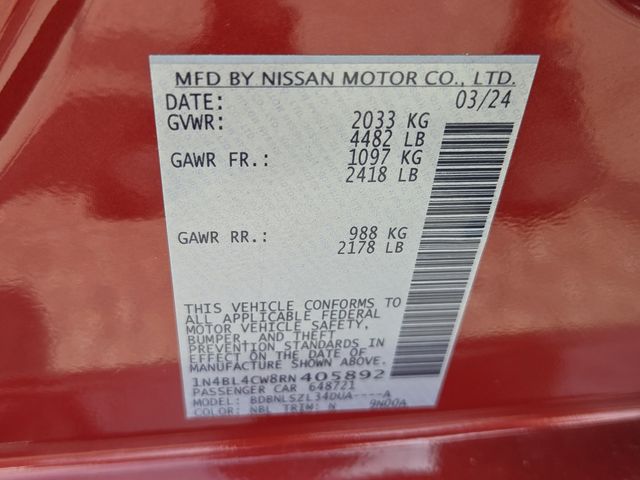 MFD BY NISSAN MOTOR CO., LTD.
DATE: 03/24
GVWR: 2033 KG
4482 LB
GAWR FR.: 1097 KG
2418 LB
GAWR RR.: 988 KG
2178 LB
THIS VEHICLE CONFORMS TO
ALL APPLICABLE FEDERAL
MOTOR VEHICLE SAFETY,
BUMPER, AND THEFT
PREVENTION STANDARDS IN
EFFECT ON THE DATE OF
MANUFACTURE SHOWN ABOVE.
1N4BL4CW8RN405892
PASSENGER CAR 648721
MODEL: BDBNLSZL34DUA----A
COLOR: NBL TRIM: N 9N00A